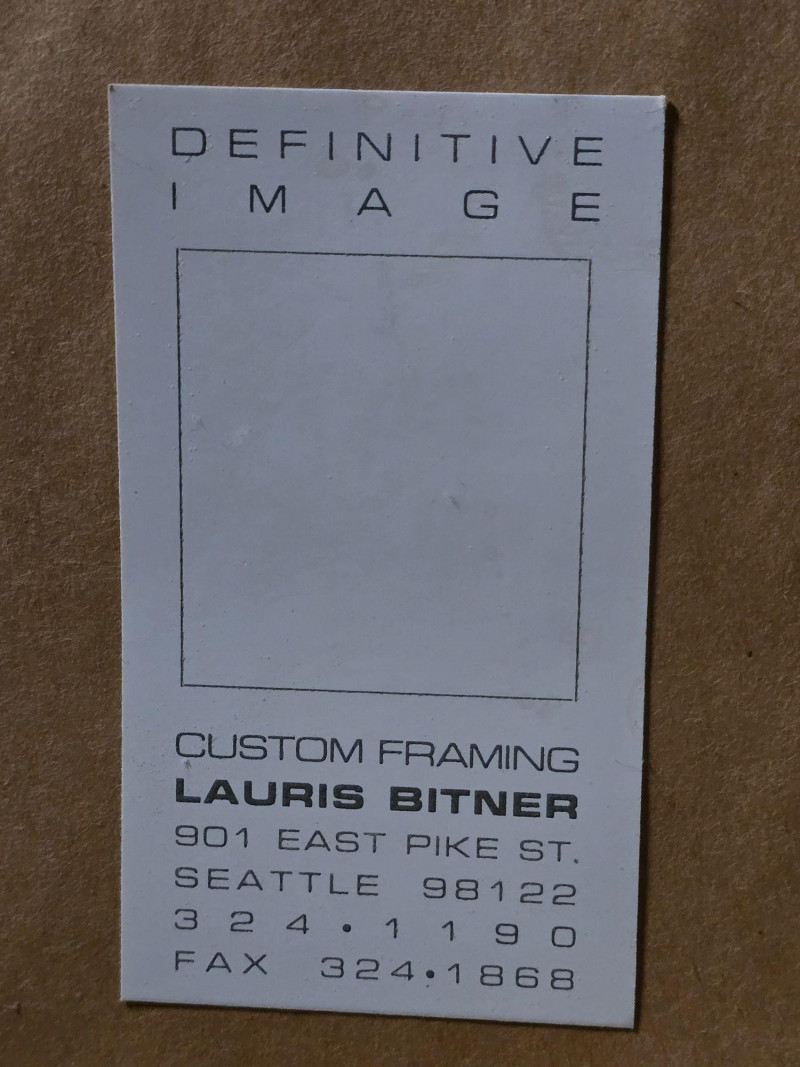 DEFINITIVE
IMAGE
CUSTOM FRAMING
LAURIS BITNER
901 EAST PIKE ST.
SEATTLE 98122
324•1190
FAX 324•1868